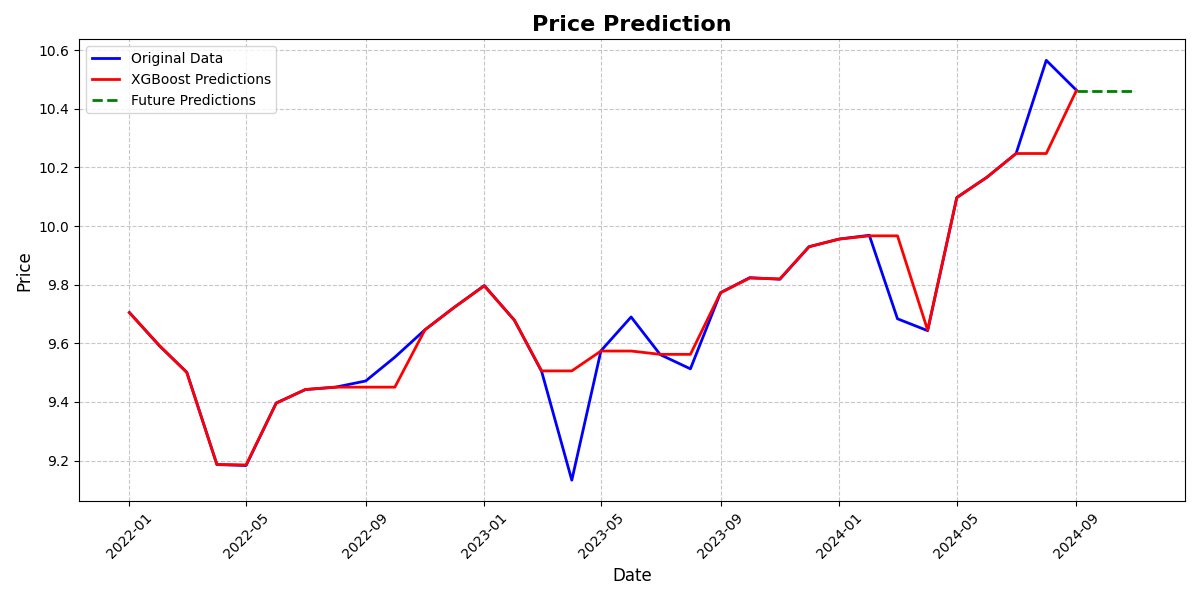 Price Prediction
Original Data
XGBoost Predictions
Future Predictions
Price
10.6
10.4
10.2
10.0
9.8
9.6
9.4
9.2
2022-01
2022-05
2022-09
2023-01
2023-05
2023-09
2024-01
2024-05
2024-09
Date